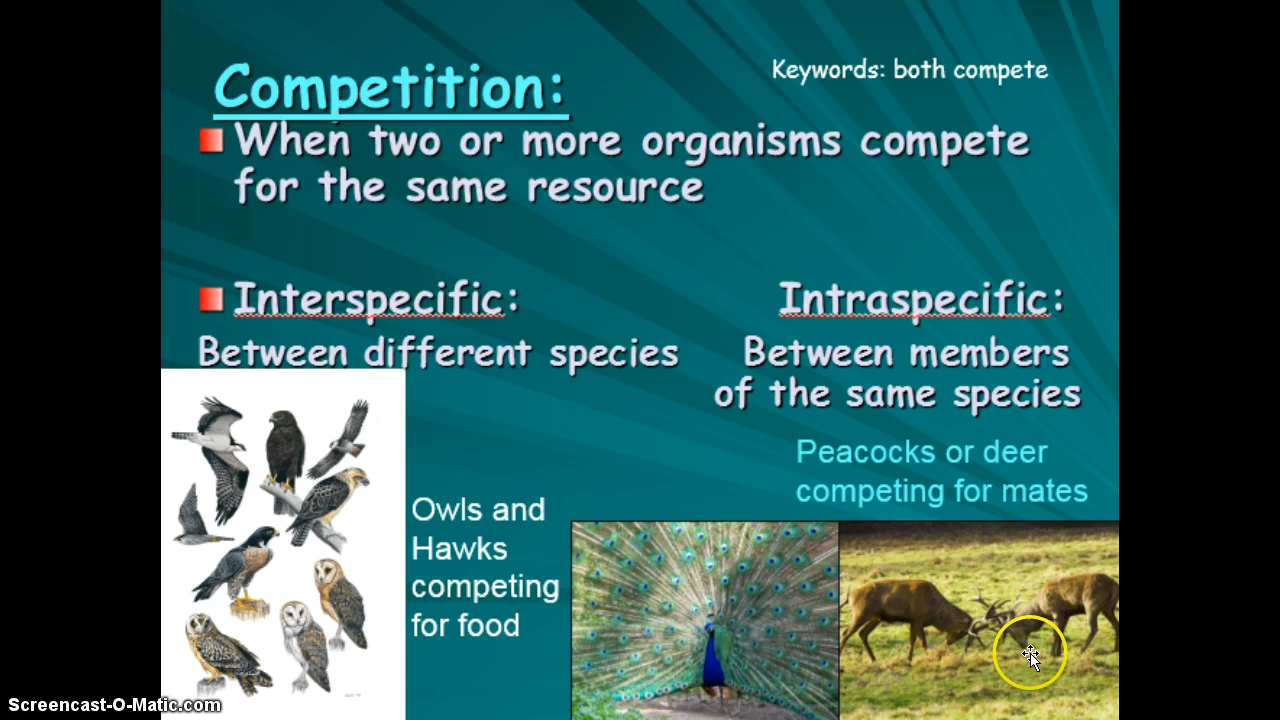 Competition:
Keywords: both compete
When two or more organisms compete
for the same resource
Interspecific:
Between different species
Intraspecific:
Between members
of the same species
Owls and
Hawks
competing
for food
Peacocks or deer
competing for mates
Screencast-O-Matic.com